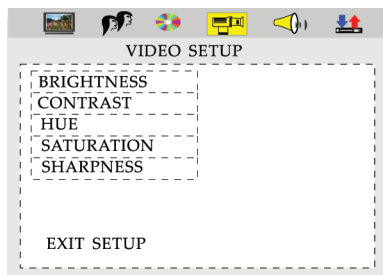 VIDEO SETUP
BRIGHTNESS
CONTRAST
HUE
SATURATION
SHARPNESS
EXIT SETUP